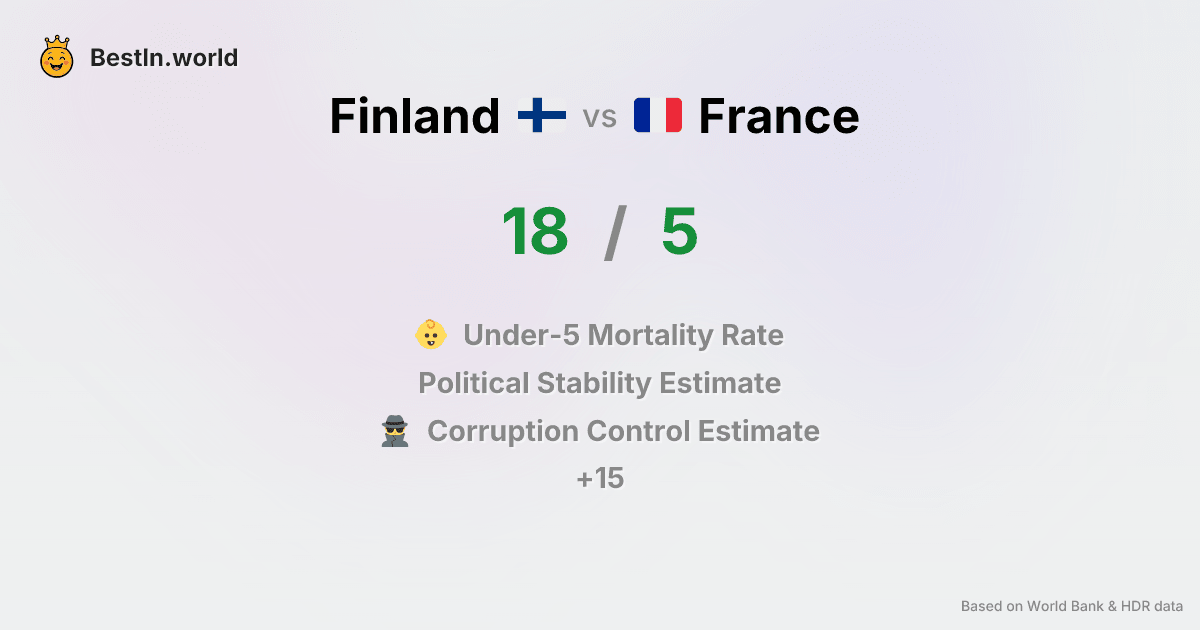 BestIn.world
Finland vs France
18 / 5
Under-5 Mortality Rate
Political Stability Estimate
Corruption Control Estimate
+15
Based on World Bank & HDR data